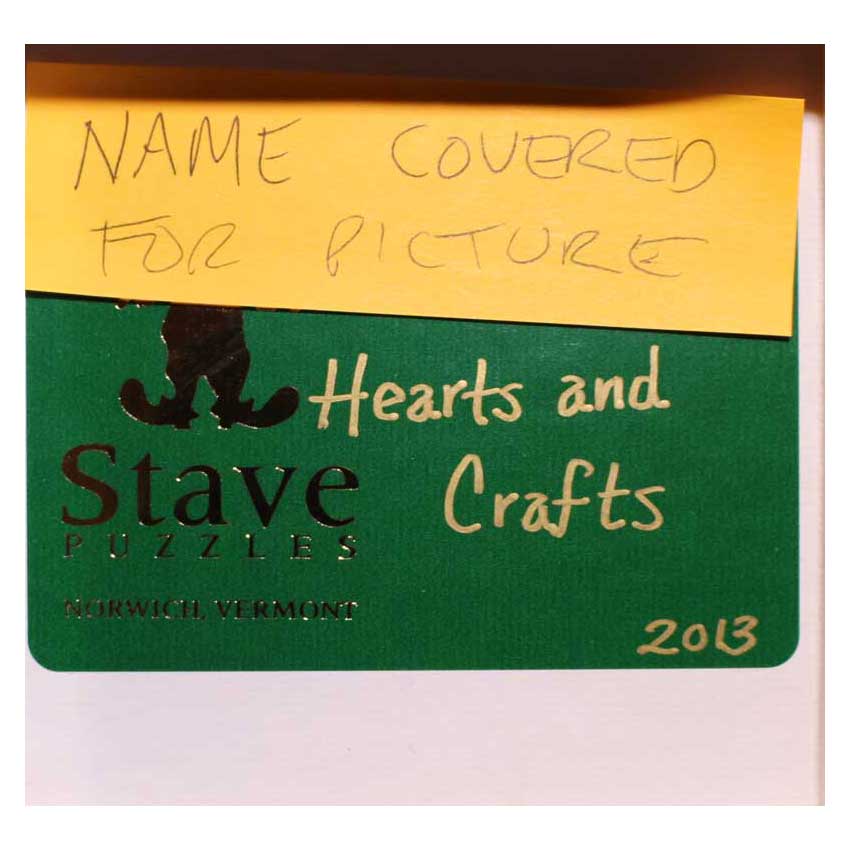 NAME COVERED
FOR PICTURE
Hearts and
Crafts
Stave
PUZZLES
NORWICH, VERMONT
2013